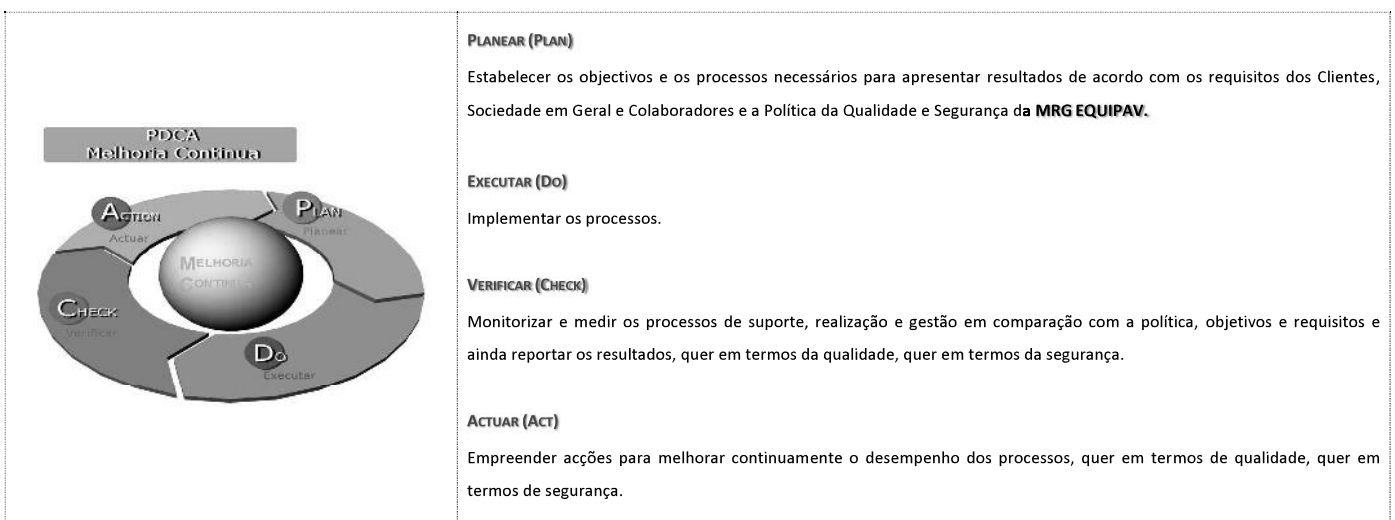 PDCA
Melhoria Continua
ACTION
Actuar
PLAN
Planear
MELHORIA
CONTINUA
CHECK
Verificar
DO
Executar
PLANEAR (PLAN)
Estabelecer os objectivos e os processos necessários para apresentar resultados de acordo com os requisitos dos Clientes,
Sociedade em Geral e Colaboradores e a Política da Qualidade e Segurança da MRG EQUIPAV.
EXECUTAR (DO)
Implementar os processos.
VERIFICAR (CHECK)
Monitorizar e medir os processos de suporte, realização e gestão em comparação com a política, objetivos e requisitos e
ainda reportar os resultados, quer em termos da qualidade, quer em termos da segurança.
ACTUAR (ACT)
Empreender acções para melhorar continuamente o desempenho dos processos, quer em termos de qualidade, quer em
termos de segurança.